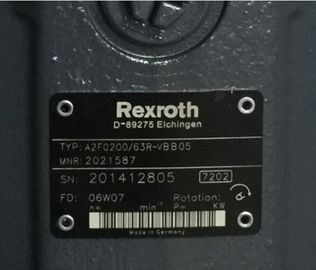 Rexroth
D-89275 Elchingen
TYP: A2F0200/63R-VBB05
MNR: 2021587
SN: 201412805 7202
FD: 06W07 Rotation:
n= min⁻¹ P= KW
Made in Germany